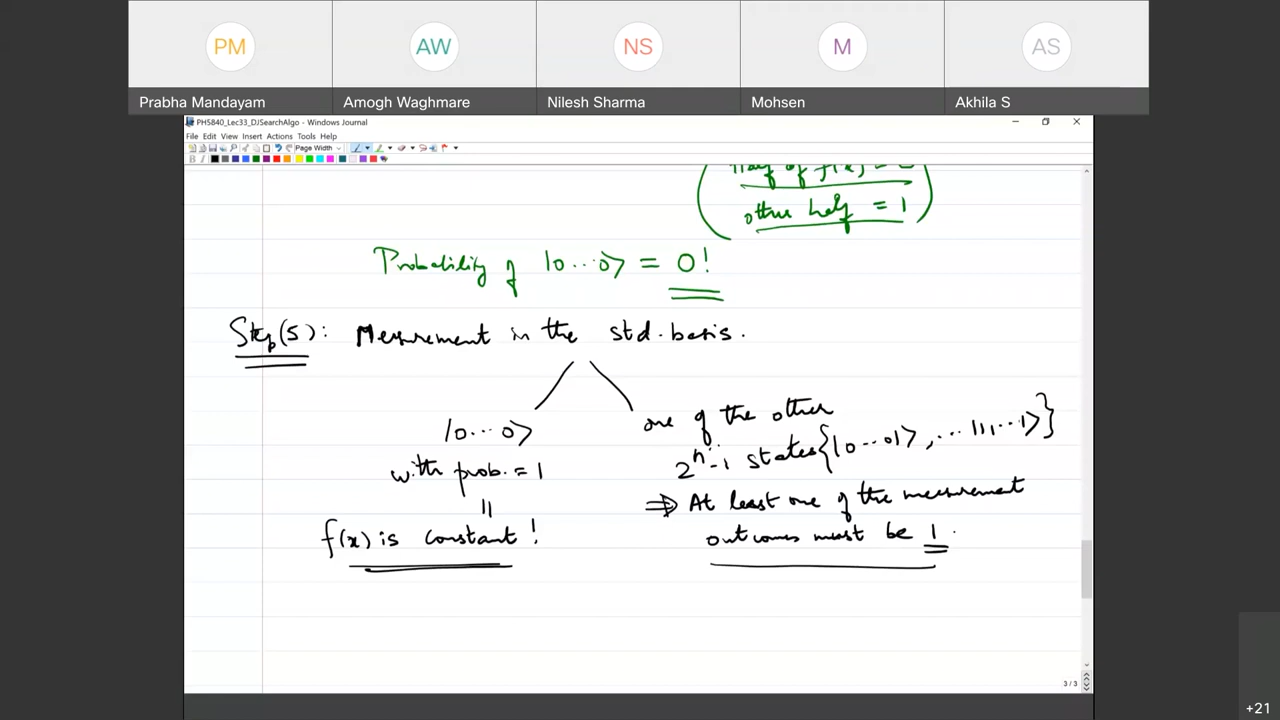 PM
AW
NS
M
AS
Prabha Mandayam
Amogh Waghmare
Nilesh Sharma
Mohsen
Akhila S
PH5840_Lec33_DJSearchAlgo - Windows Journal
File Edit View Insert Actions Tools Help
Page Width
B I
Half of f(x) =
other half = 1
Probability of |0...0> = 0!
Step(5): Measurement in the std. basis.
|0...0>
with prob. = 1
f(x) is constant!
one of the other
2^n - 1 states {|0...01>, ... |11...1>}
⇒ At least one of the measurement
outcomes must be 1.
3 / 3
+21